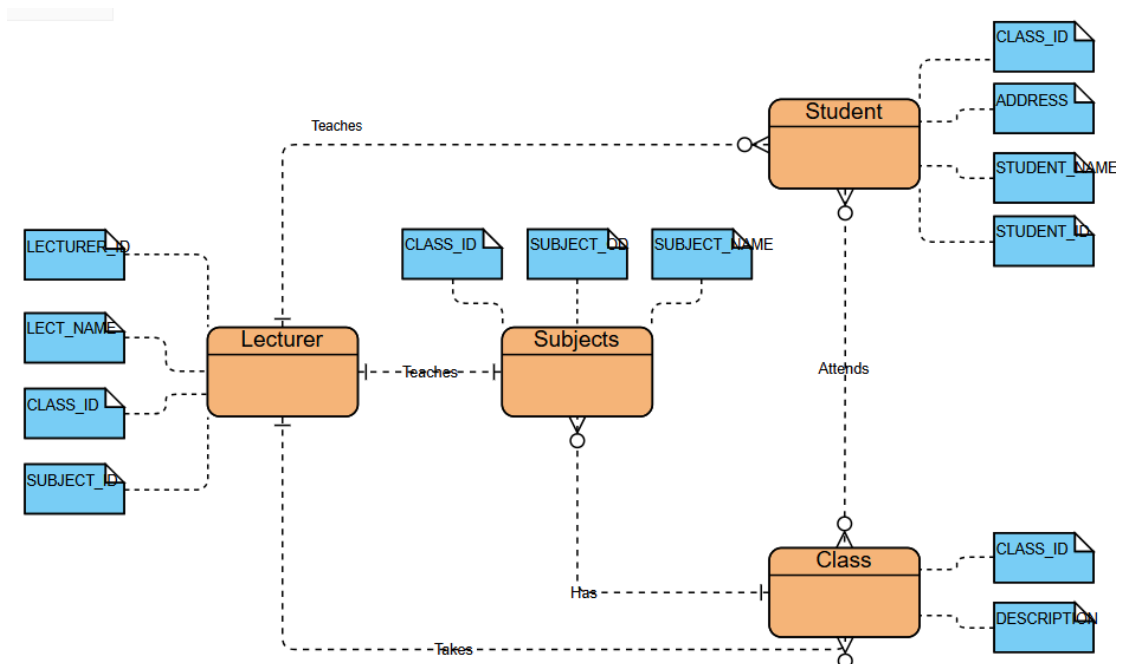 CLASS_ID
ADDRESS
Student
Teaches
STUDENT_NAME
STUDENT_ID
LECTURER_ID
CLASS_ID
SUBJECT_OD
SUBJECT_NAME
LECT_NAME
Lecturer
Subjects
Teaches
Attends
CLASS_ID
SUBJECT_ID
Class
CLASS_ID
Has
DESCRIPTION
Takes